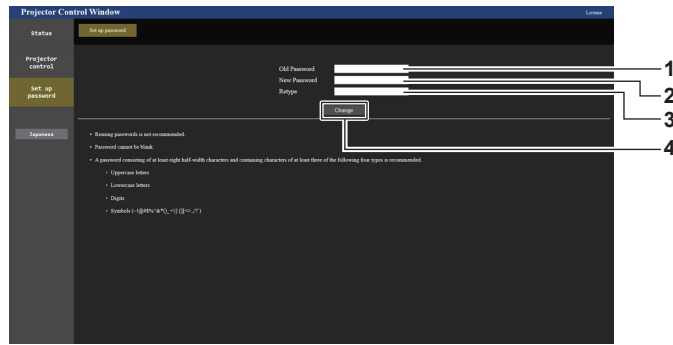 Projector Control Window
License
Status
Set up password
Projector
control
Set up
password
Japanese
Old Password
New Password
Retype
Change
1
2
3
4
• Reusing passwords is not recommended.
• Password cannot be blank.
• A password consisting of at least eight half-width characters and containing characters of at least three of the following four types is recommended.
• Uppercase letters
• Lowercase letters
• Digits